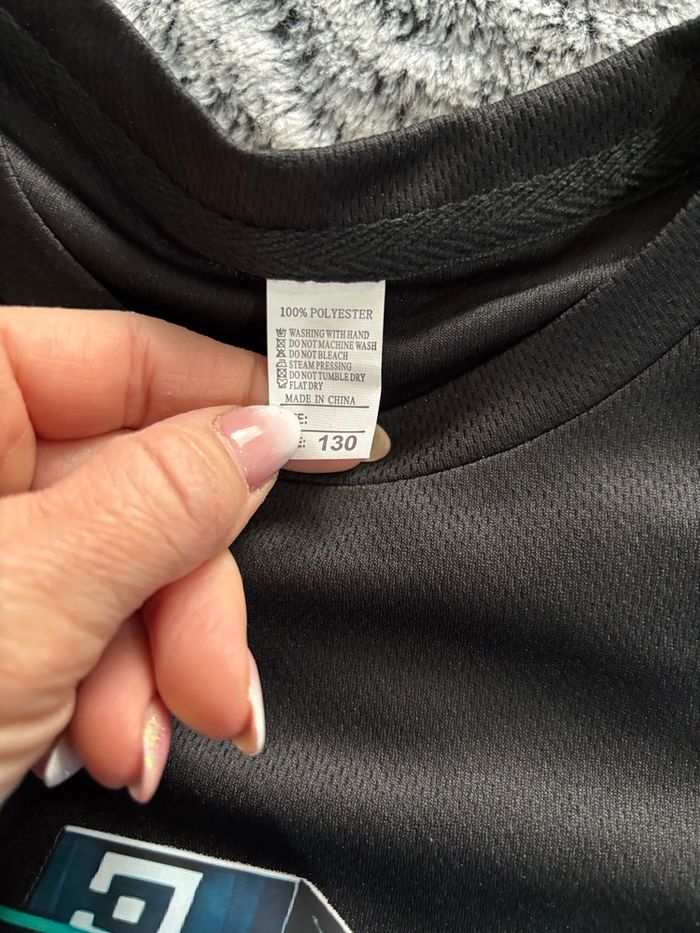 100% POLYESTER
WASHING WITH HAND
DO NOT MACHINE WASH
DO NOT BLEACH
STEAM PRESSING
DO NOT TUMBLE DRY
FLAT DRY
MADE IN CHINA
E:
E: 130